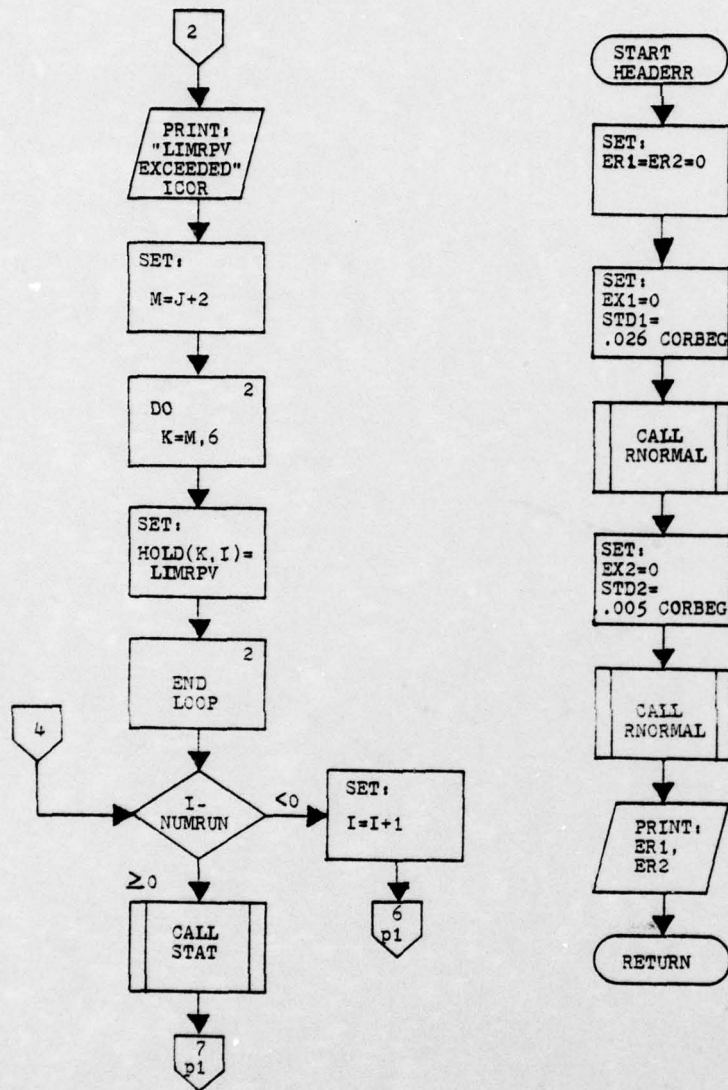 2
PRINT:
"LIMRPV
EXCEEDED"
ICOR
SET:
M=J+2
2
DO
K=M,6
SET:
HOLD(K,I)=
LIMRPV
2
END
LOOP
4
I-
NUMRUN
<0
SET:
I=I+1
6
p1
≥0
CALL
STAT
7
p1
START
HEADERR
SET:
ER1=ER2=0
SET:
EX1=0
STD1=
.026 CORBEG
CALL
RNORMAL
SET:
EX2=0
STD2=
.005 CORBEG
CALL
RNORMAL
PRINT:
ER1,
ER2
RETURN